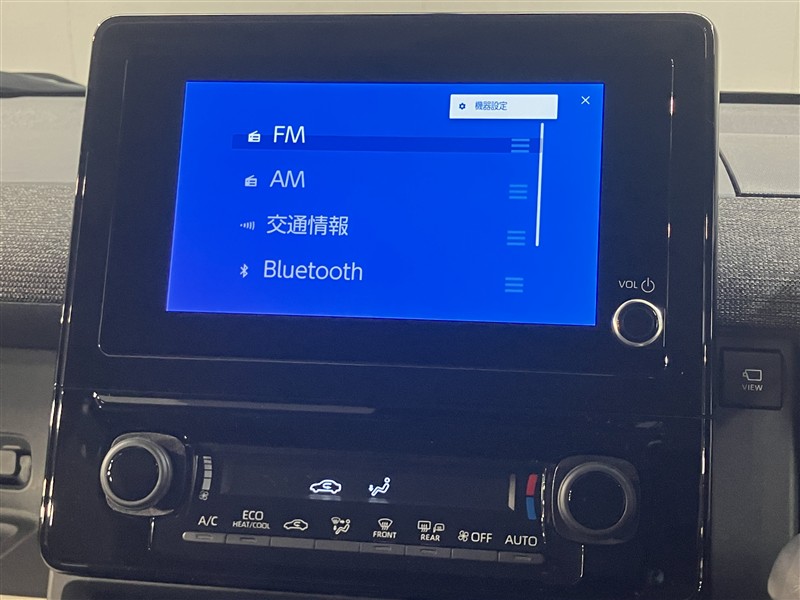 機器設定
FM
AM
交通情報
Bluetooth
VOL
VIEW
A/C
ECO
HEAT/COOL
FRONT
REAR
OFF
AUTO